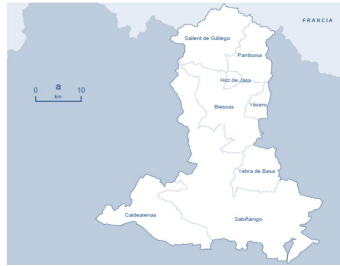 FRANCIA
Sallent de Gállego
Panticosa
Hoz de Jaca
Biescas
Yésero
a
0 10
km
Yebra de Basa
Caldearenas
Sabiñánigo